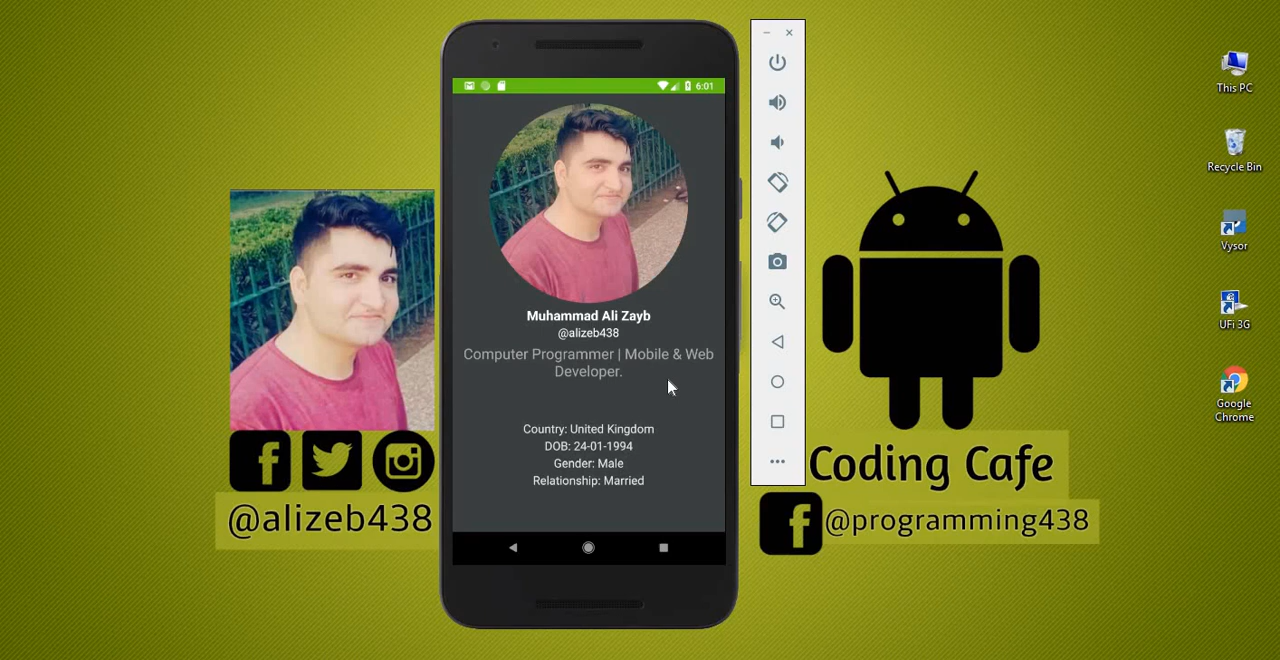 6:01
Muhammad Ali Zayb
@alizeb438
Computer Programmer | Mobile & Web
Developer.
Country: United Kingdom
DOB: 24-01-1994
Gender: Male
Relationship: Married
@alizeb438
Coding Cafe
@programming438
This PC
Recycle Bin
Vysor
UFi 3G
Google
Chrome